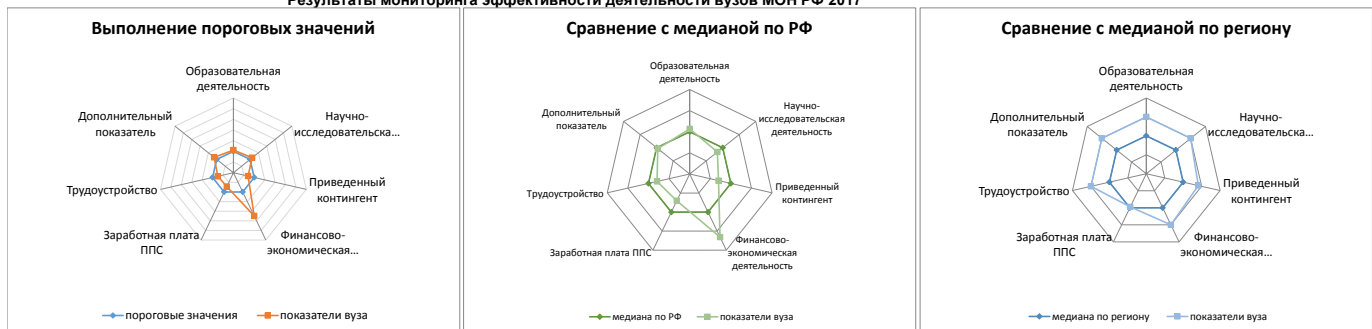 Результаты мониторинга эффективности деятельности вузов МОН РФ 2017
Выполнение пороговых значений
Образовательная
деятельность
Научно-
исследовательска...
Приведенный
контингент
Финансово-
экономическая...
Заработная плата
ППС
Трудоустройство
Дополнительный
показатель
пороговые значения
показатели вуза
Сравнение с медианой по РФ
Образовательная
деятельность
Научно-
исследовательская
деятельность
Приведенный
контингент
Финансово-
экономическая
деятельность
Заработная плата ППС
Трудоустройство
Дополнительный
показатель
медиана по РФ
показатели вуза
Сравнение с медианой по региону
Образовательная
деятельность
Научно-
исследовательска...
Приведенный
контингент
Финансово-
экономическая...
Заработная плата
ППС
Трудоустройство
Дополнительный
показатель
медиана по региону
показатели вуза